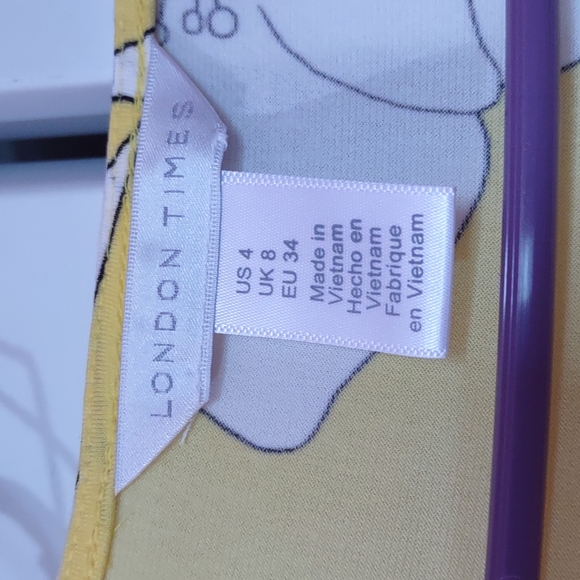 LONDON TIMES
US 4
UK 8
EU 34
Made in
Vietnam
Hecho en
Vietnam
Fabrique
en Vietnam